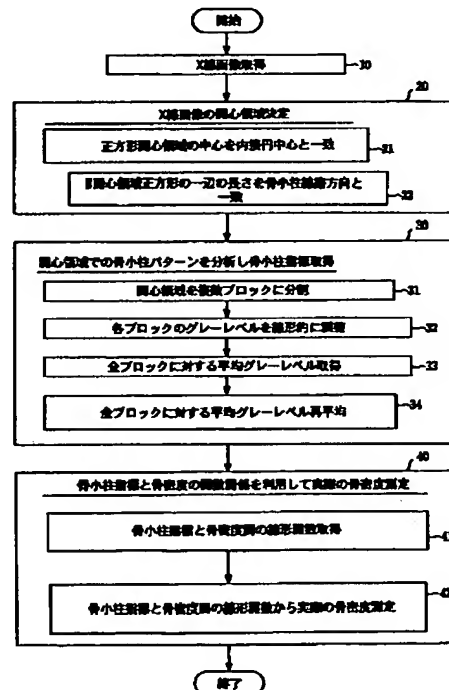 開始
X線画像取得
10
20
X線画像の関心領域決定
正方形関心領域の中心を内接円中心と一致
21
関心領域正方形の一辺の長さを骨小柱線維方向と
一致
22
30
関心領域での骨小柱パターンを分析し骨小柱指標取得
関心領域を複数ブロックに分割
31
各ブロックのグレーレベルを線形的に調整
32
全ブロックに対する平均グレーレベル取得
33
全ブロックに対する平均グレーレベル再平均
34
40
骨小柱指標と骨密度の関数関係を利用して実際の骨密度測定
骨小柱指標と骨密度間の線形関数取得
41
骨小柱指標と骨密度間の線形関数から実際の骨密度測定
42
終了